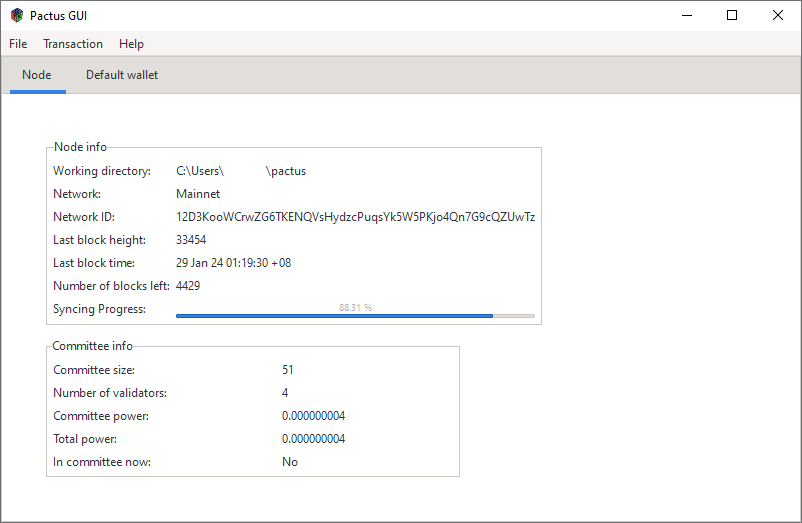 Pactus GUI
File Transaction Help
Node Default wallet
Node info
Working directory: C:\Users\ \pactus
Network: Mainnet
Network ID: 12D3KooWCrwZG6TKENQVsHydzcPuqsYk5W5PKjo4Qn7G9cQZUwTz
Last block height: 33454
Last block time: 29 Jan 24 01:19:30 +08
Number of blocks left: 4429
Syncing Progress: 88.31 %
Committee info
Committee size: 51
Number of validators: 4
Committee power: 0.000000004
Total power: 0.000000004
In committee now: No